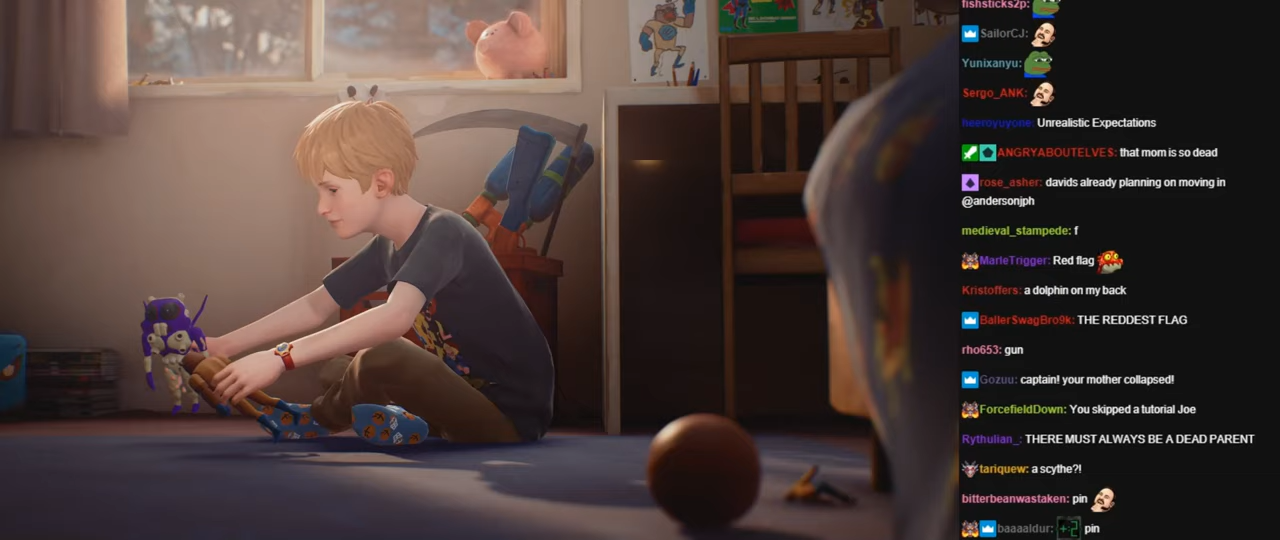 fishsticks2p:
SailorCJ:
Yunixanyu:
Sergo_ANK:
heeroyuyone: Unrealistic Expectations
ANGRYABOUTELVES: that mom is so dead
rose_asher: davids already planning on moving in
@andersonjph
medieval_stampede: f
MarleTrigger: Red flag
Kristoffers: a dolphin on my back
BallerSwagBro9k: THE REDDEST FLAG
rho653: gun
Gozuu: captain! your mother collapsed!
ForcefieldDown: You skipped a tutorial Joe
Rythulian_: THERE MUST ALWAYS BE A DEAD PARENT
tariquew: a scythe?!
bitterbeanwastaken: pin
baaaaldur: +2 pin